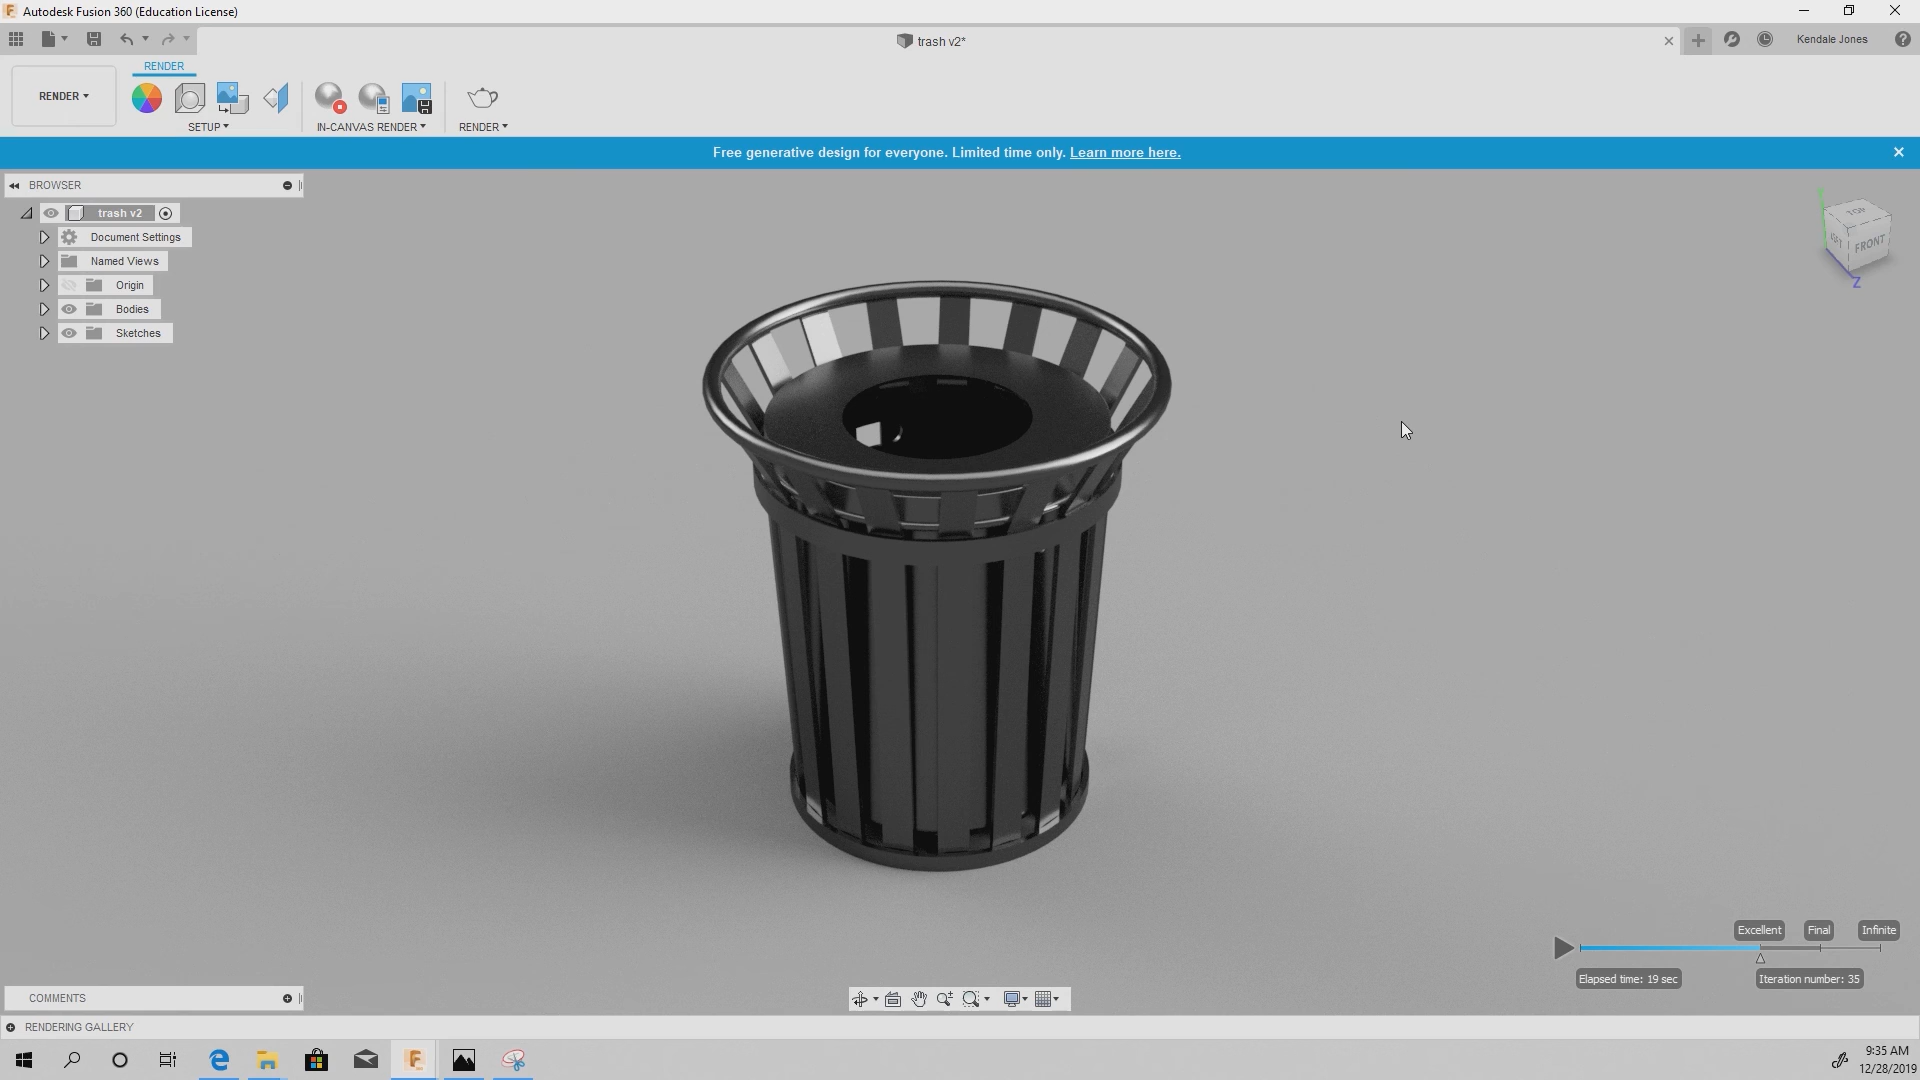 Autodesk Fusion 360 (Education License)
trash v2*
Kendale Jones
RENDER
RENDER
SETUP
IN-CANVAS RENDER
RENDER
Free generative design for everyone. Limited time only. Learn more here.
BROWSER
trash v2
Document Settings
Named Views
Origin
Bodies
Sketches
TOP
FRONT
Z
Excellent
Final
Infinite
Elapsed time: 19 sec
Iteration number: 35
COMMENTS
RENDERING GALLERY
9:35 AM
12/28/2019